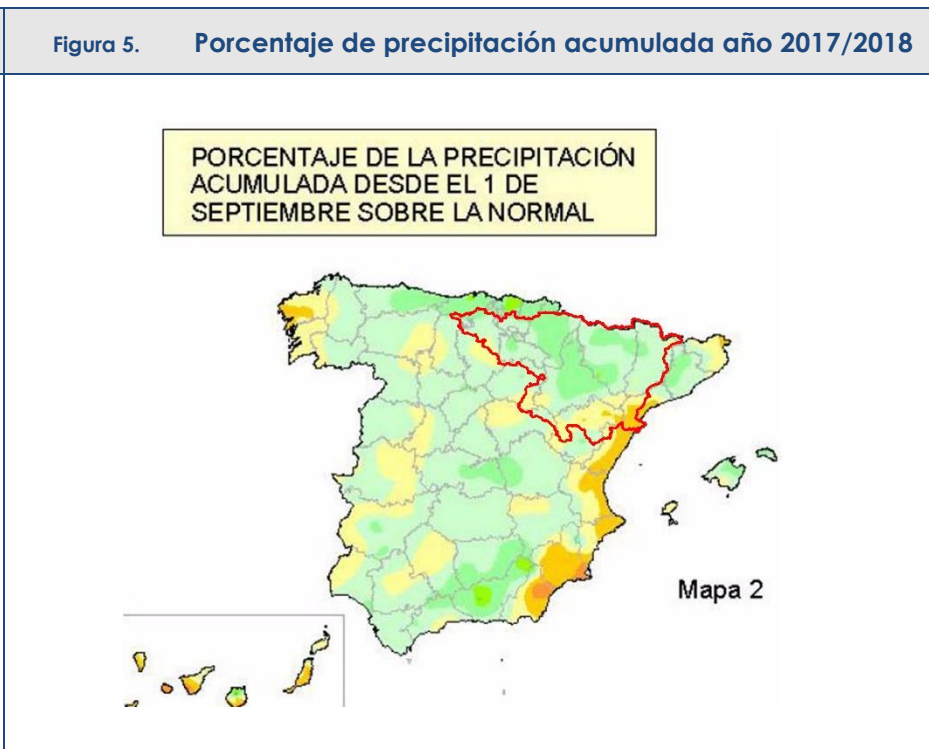 Figura 5. Porcentaje de precipitación acumulada año 2017/2018
PORCENTAJE DE LA PRECIPITACIÓN
ACUMULADA DESDE EL 1 DE
SEPTIEMBRE SOBRE LA NORMAL
Mapa 2